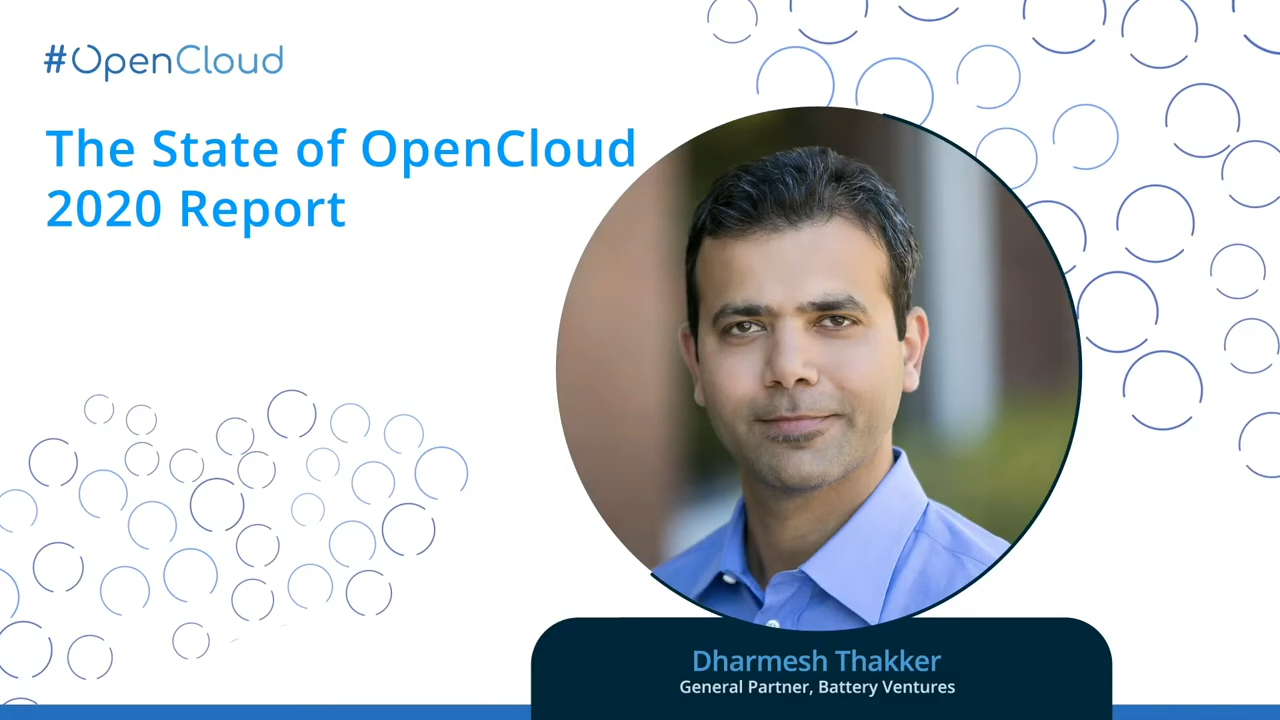 #OpenCloud
The State of OpenCloud
2020 Report
Dharmesh Thakker
General Partner, Battery Ventures